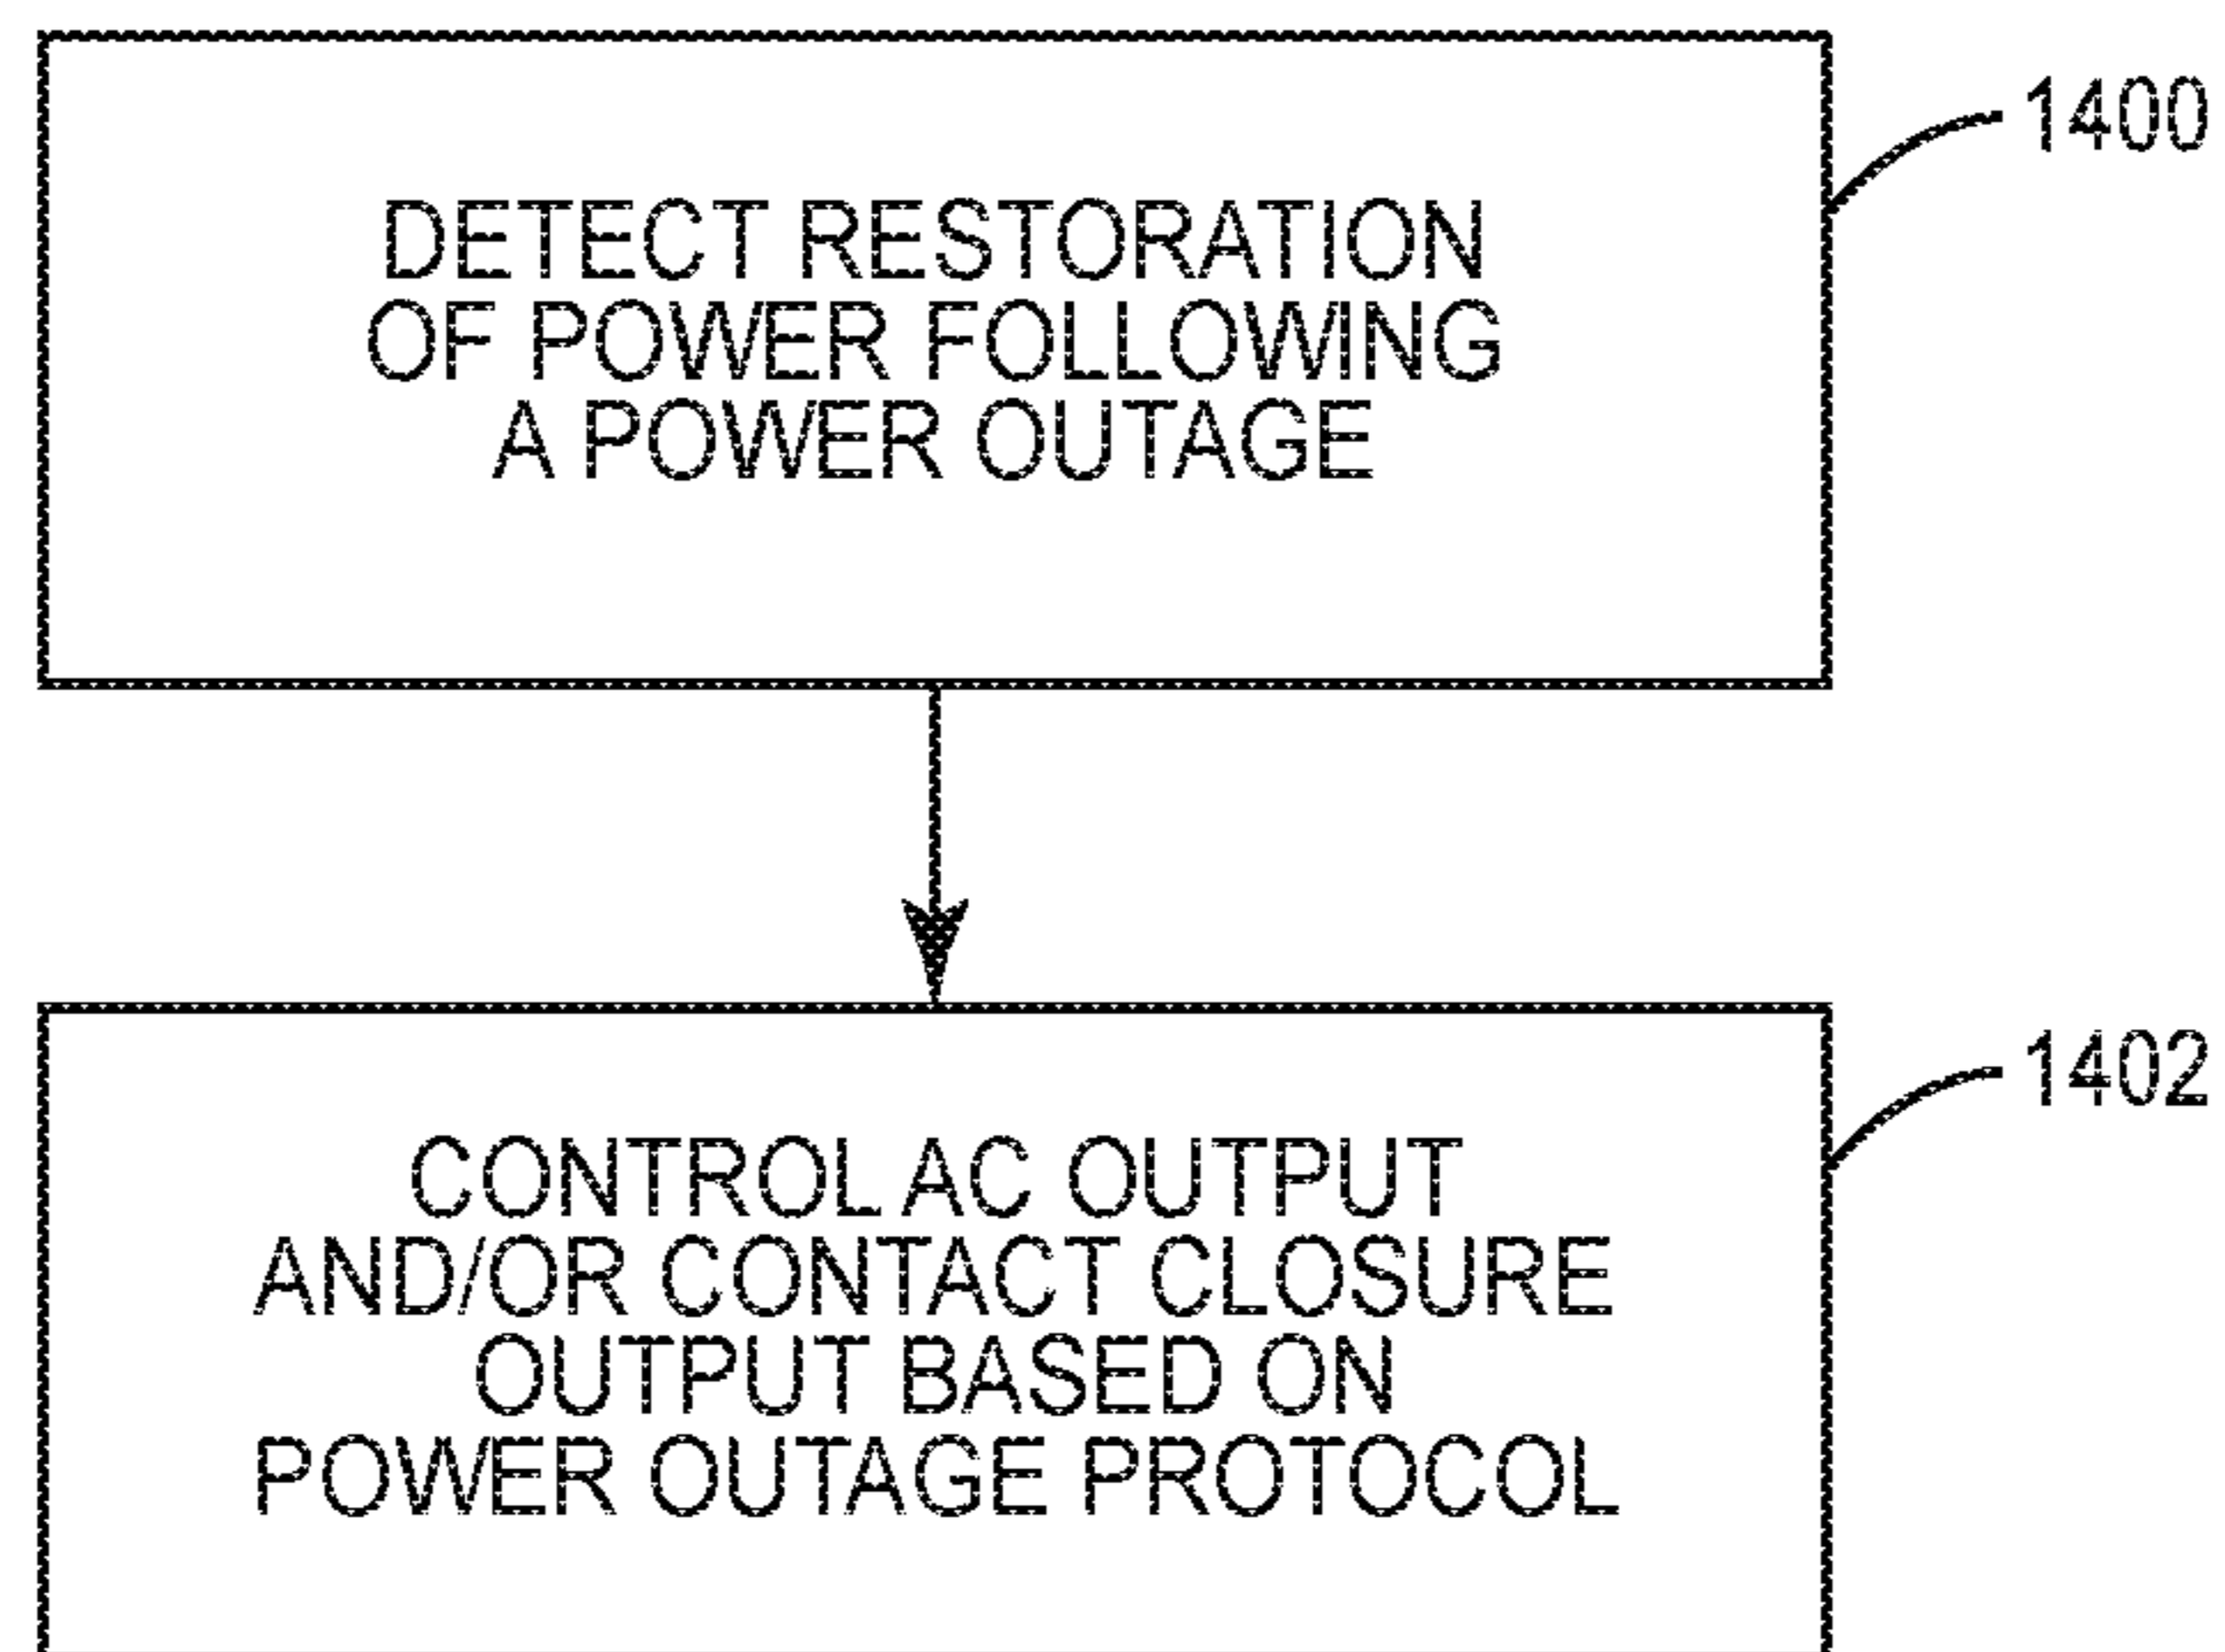 1400
DETECT RESTORATION
OF POWER FOLLOWING
A POWER OUTAGE
1402
CONTROL AC OUTPUT
AND/OR CONTACT CLOSURE
OUTPUT BASED ON
POWER OUTAGE PROTOCOL